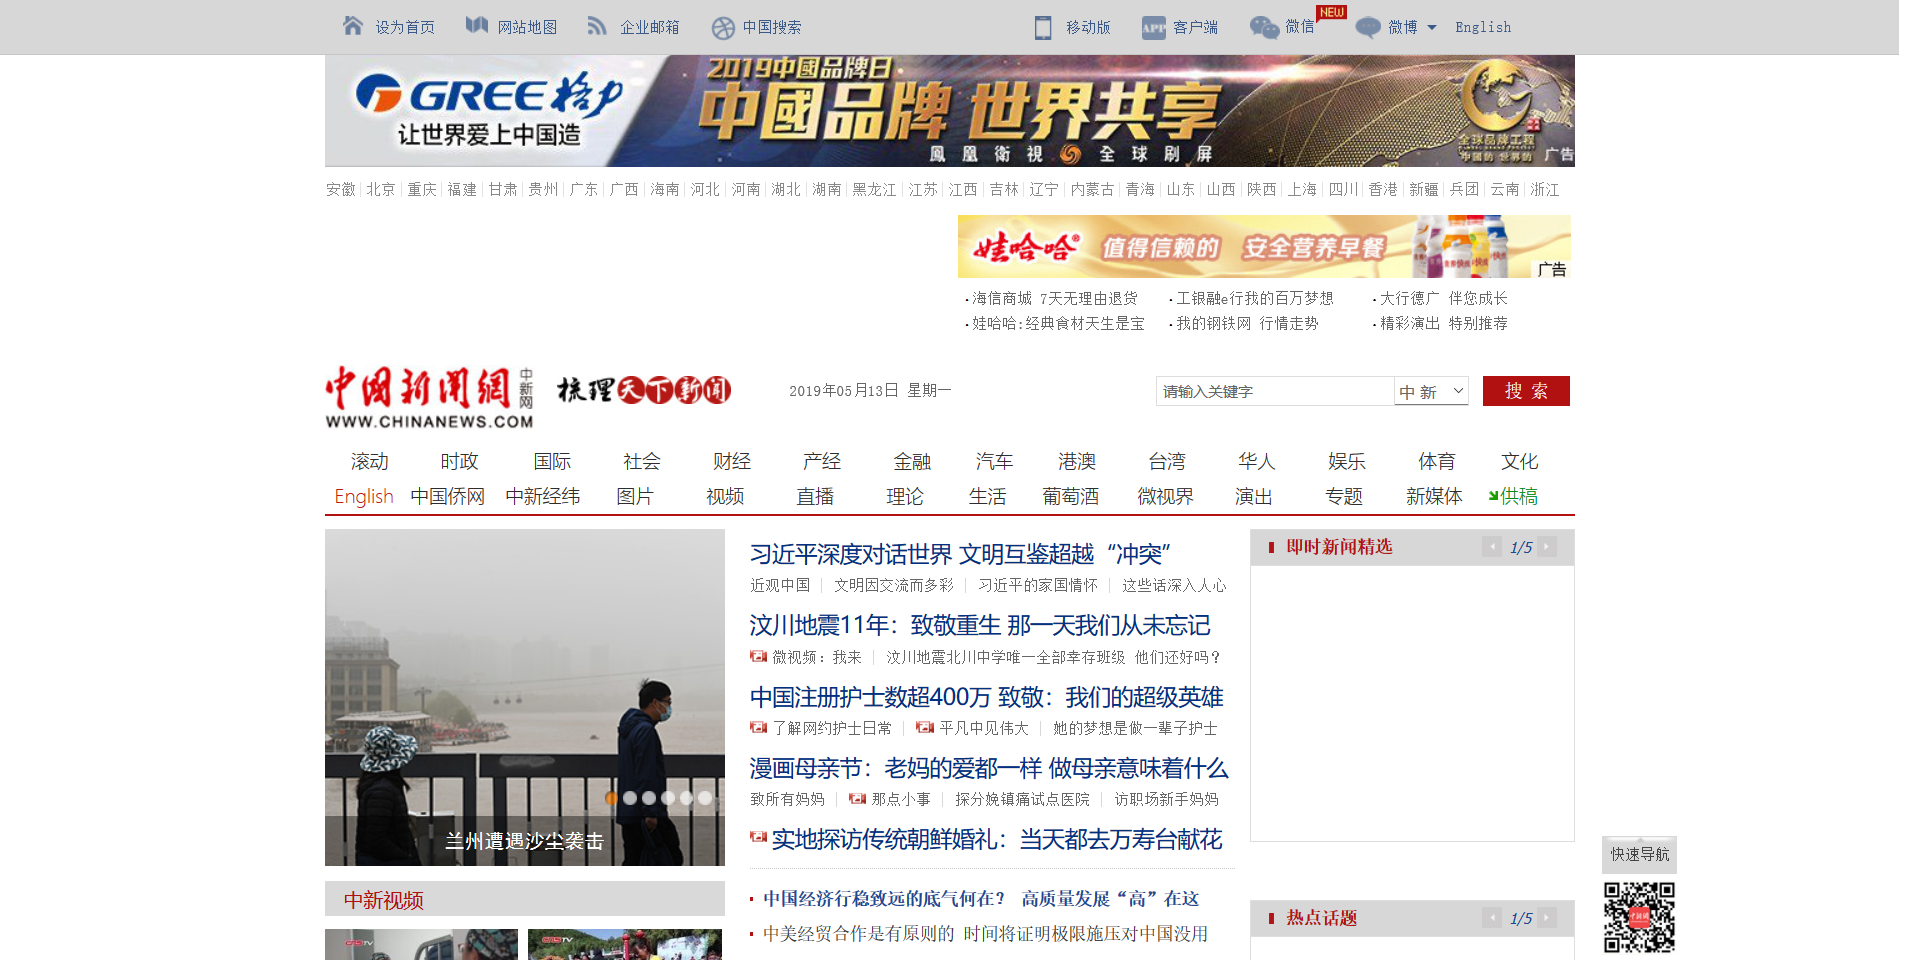 设为首页 网站地图 企业邮箱 中国搜索 移动版 APP 客户端 微信 NEW 微博 English
GREE 格力
让世界爱上中国造
2019中國品牌日
中國品牌 世界共享
鳳凰衛視 全球刷屏
全球品牌工程
中国的 世界的
广告
安徽 北京 重庆 福建 甘肃 贵州 广东 广西 海南 河北 河南 湖北 湖南 黑龙江 江苏 江西 吉林 辽宁 内蒙古 青海 山东 山西 陕西 上海 四川 香港 新疆 兵团 云南 浙江
娃哈哈® 值得信赖的 安全营养早餐
广告
·海信商城 7天无理由退货 ·工银融e行我的百万梦想 ·大行德广 伴您成长
·娃哈哈:经典食材天生是宝 ·我的钢铁网 行情走势 ·精彩演出 特别推荐
中國新聞網 中新网
WWW.CHINANEWS.COM
梳理天下新闻
2019年05月13日 星期一
请输入关键字 中新 搜 索
滚动 时政 国际 社会 财经 产经 金融 汽车 港澳 台湾 华人 娱乐 体育 文化
English 中国侨网 中新经纬 图片 视频 直播 理论 生活 葡萄酒 微视界 演出 专题 新媒体 供稿
兰州遭遇沙尘袭击
中新视频
习近平深度对话世界 文明互鉴超越“冲突”
近观中国 文明因交流而多彩 习近平的家国情怀 这些话深入人心
汶川地震11年：致敬重生 那一天我们从未忘记
微视频：我来 汶川地震北川中学唯一全部幸存班级 他们还好吗？
中国注册护士数超400万 致敬：我们的超级英雄
了解网约护士日常 平凡中见伟大 她的梦想是做一辈子护士
漫画母亲节：老妈的爱都一样 做母亲意味着什么
致所有妈妈 那点小事 探分娩镇痛试点医院 访职场新手妈妈
实地探访传统朝鲜婚礼：当天都去万寿台献花
中国经济行稳致远的底气何在？ 高质量发展“高”在这
中美经贸合作是有原则的 时间将证明极限施压对中国没用
即时新闻精选 1/5
热点话题 1/5
快速导航